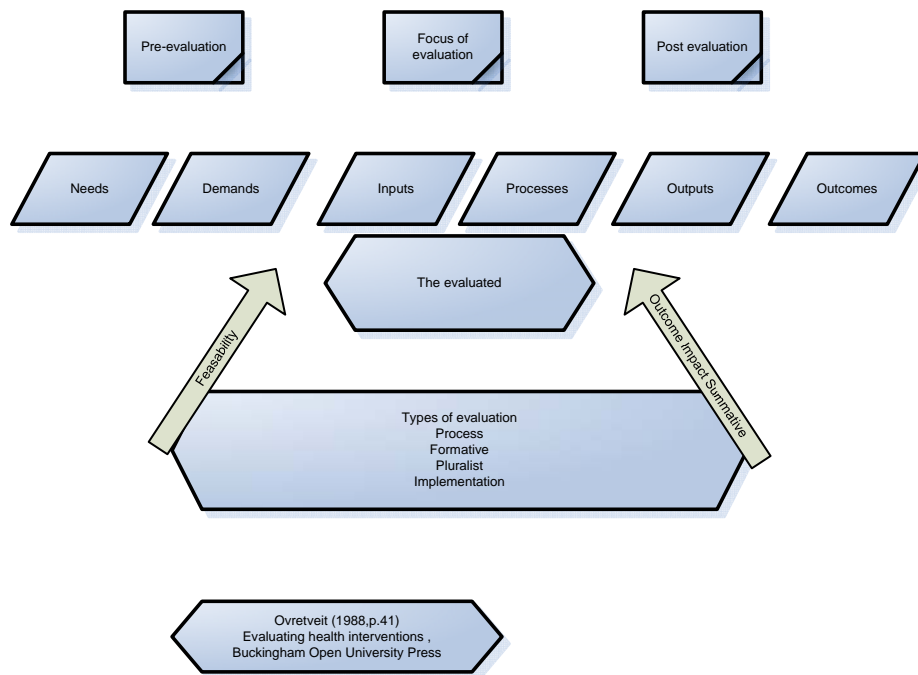 Pre-evaluation
Focus of
evaluation
Post evaluation
Needs
Demands
Inputs
Processes
Outputs
Outcomes
The evaluated
Feasability
Outcome Impact Summative
Types of evaluation
Process
Formative
Pluralist
Implementation
Ovretveit (1988,p.41)
Evaluating health interventions ,
Buckingham Open University Press